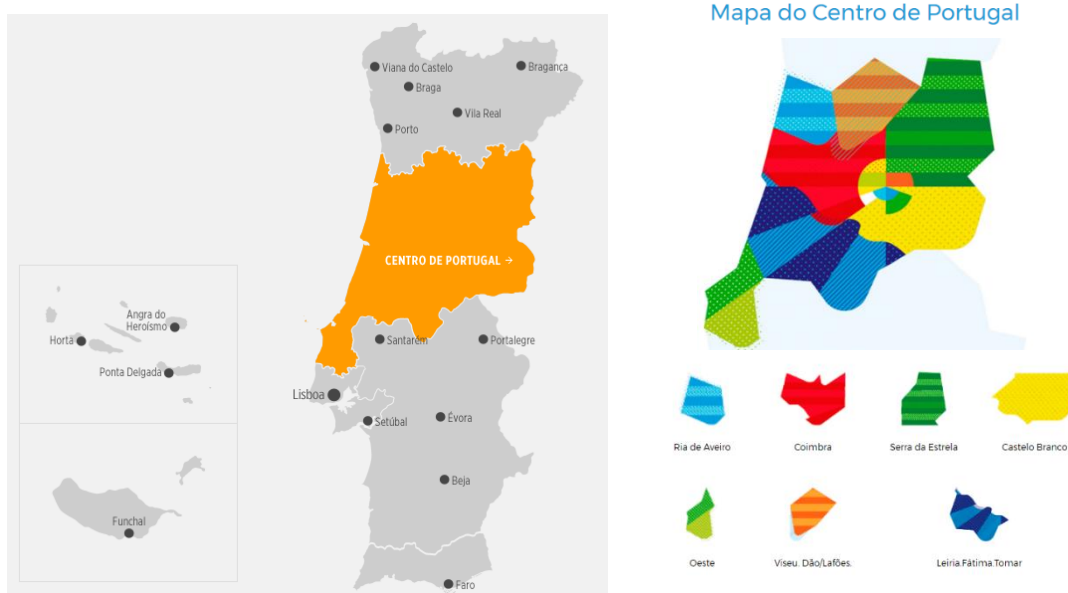 Mapa do Centro de Portugal
Viana do Castelo
Bragança
Braga
Vila Real
Porto
CENTRO DE PORTUGAL →
Angra do
Heroísmo
Horta
Ponta Delgada
Santarem
Portalegre
Lisboa
Setúbal
Évora
Beja
Funchal
Faro
Ria de Aveiro
Coimbra
Serra da Estrela
Castelo Branco
Oeste
Viseu. Dão/Lafões.
Leiria.Fátima.Tomar